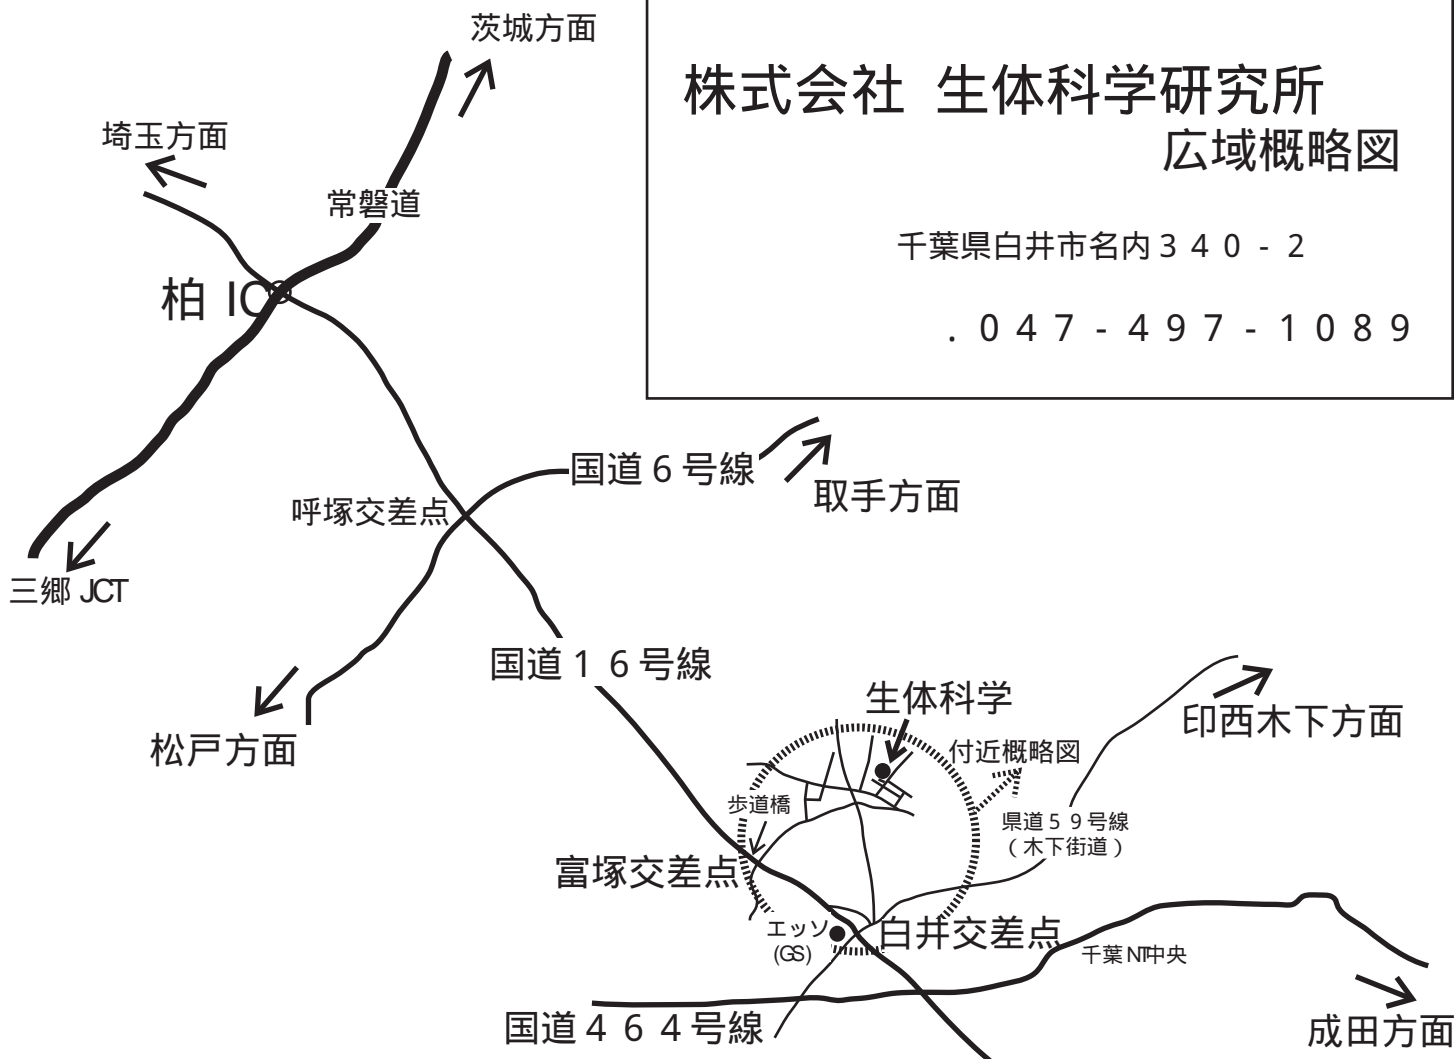 茨城方面
株式会社 生体科学研究所
広域概略図
埼玉方面
常磐道
千葉県白井市名内340-2
柏 IC
.047-497-1089
国道6号線
取手方面
呼塚交差点
三郷 JCT
国道16号線
生体科学
印西木下方面
松戸方面
付近概略図
歩道橋
県道59号線
(木下街道)
富塚交差点
エッソ
(GS)
白井交差点
千葉NT中央
国道464号線
成田方面